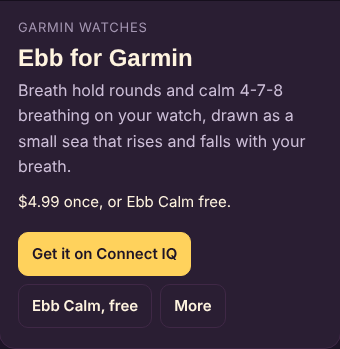 GARMIN WATCHES
Ebb for Garmin
Breath hold rounds and calm 4-7-8
breathing on your watch, drawn as a
small sea that rises and falls with your
breath.
$4.99 once, or Ebb Calm free.
Get it on Connect IQ
Ebb Calm, free
More